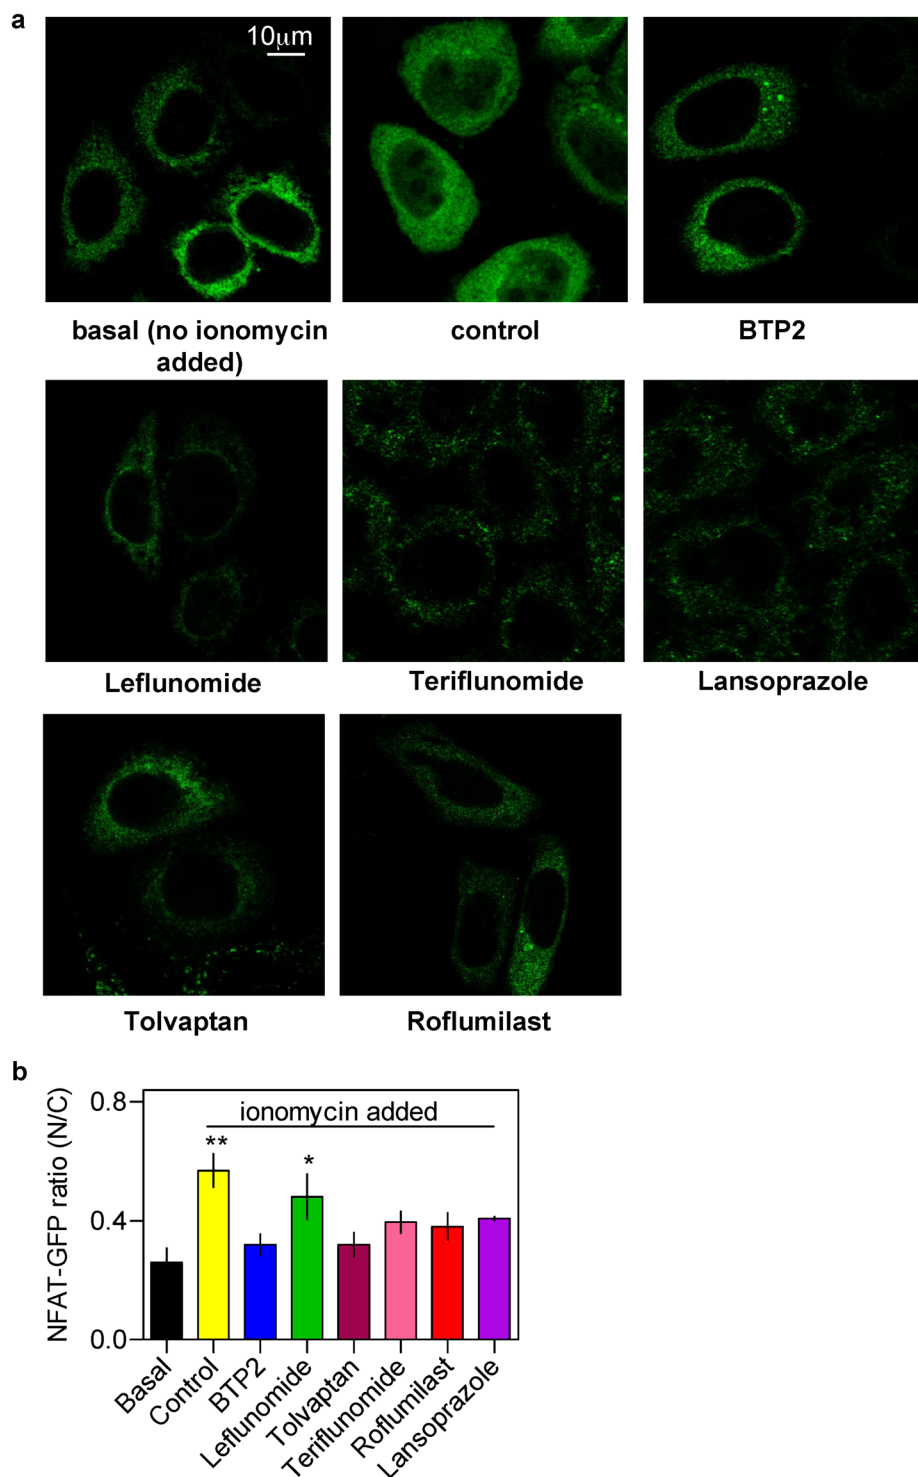 a
10μm
basal (no ionomycin
added)
control
BTP2
Leflunomide
Teriflunomide
Lansoprazole
Tolvaptan
Roflumilast
b
NFAT-GFP ratio (N/C)
0.8
0.4
0.0
ionomycin added
**
*
Basal
Control
BTP2
Leflunomide
Tolvaptan
Teriflunomide
Roflumilast
Lansoprazole